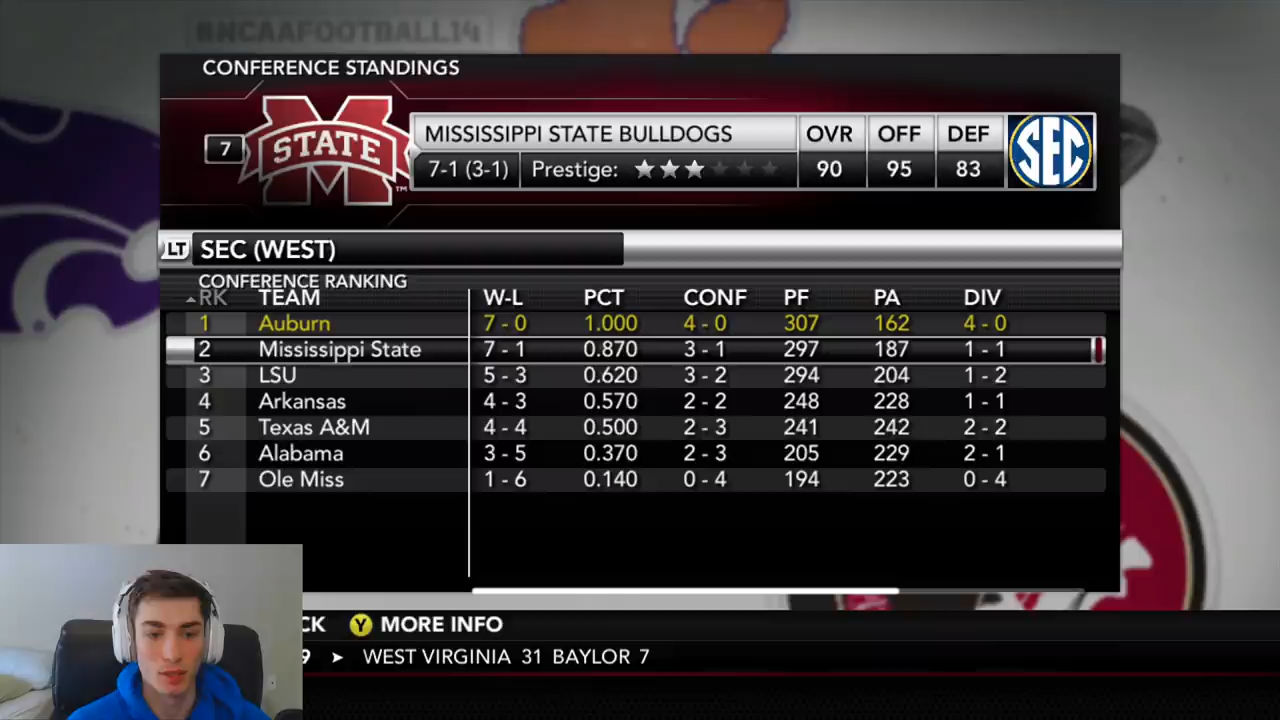 #NCAAFOOTBALL14
CONFERENCE STANDINGS
7
STATE
TM
MISSISSIPPI STATE BULLDOGS OVR OFF DEF
7-1 (3-1) Prestige: 90 95 83
SEC
LT SEC (WEST)
CONFERENCE RANKING
RK TEAM W-L PCT CONF PF PA DIV
1 Auburn 7 - 0 1.000 4 - 0 307 162 4 - 0
2 Mississippi State 7 - 1 0.870 3 - 1 297 187 1 - 1
3 LSU 5 - 3 0.620 3 - 2 294 204 1 - 2
4 Arkansas 4 - 3 0.570 2 - 2 248 228 1 - 1
5 Texas A&M 4 - 4 0.500 2 - 3 241 242 2 - 2
6 Alabama 3 - 5 0.370 2 - 3 205 229 2 - 1
7 Ole Miss 1 - 6 0.140 0 - 4 194 223 0 - 4
CK Y MORE INFO
9 ➤ WEST VIRGINIA 31 BAYLOR 7